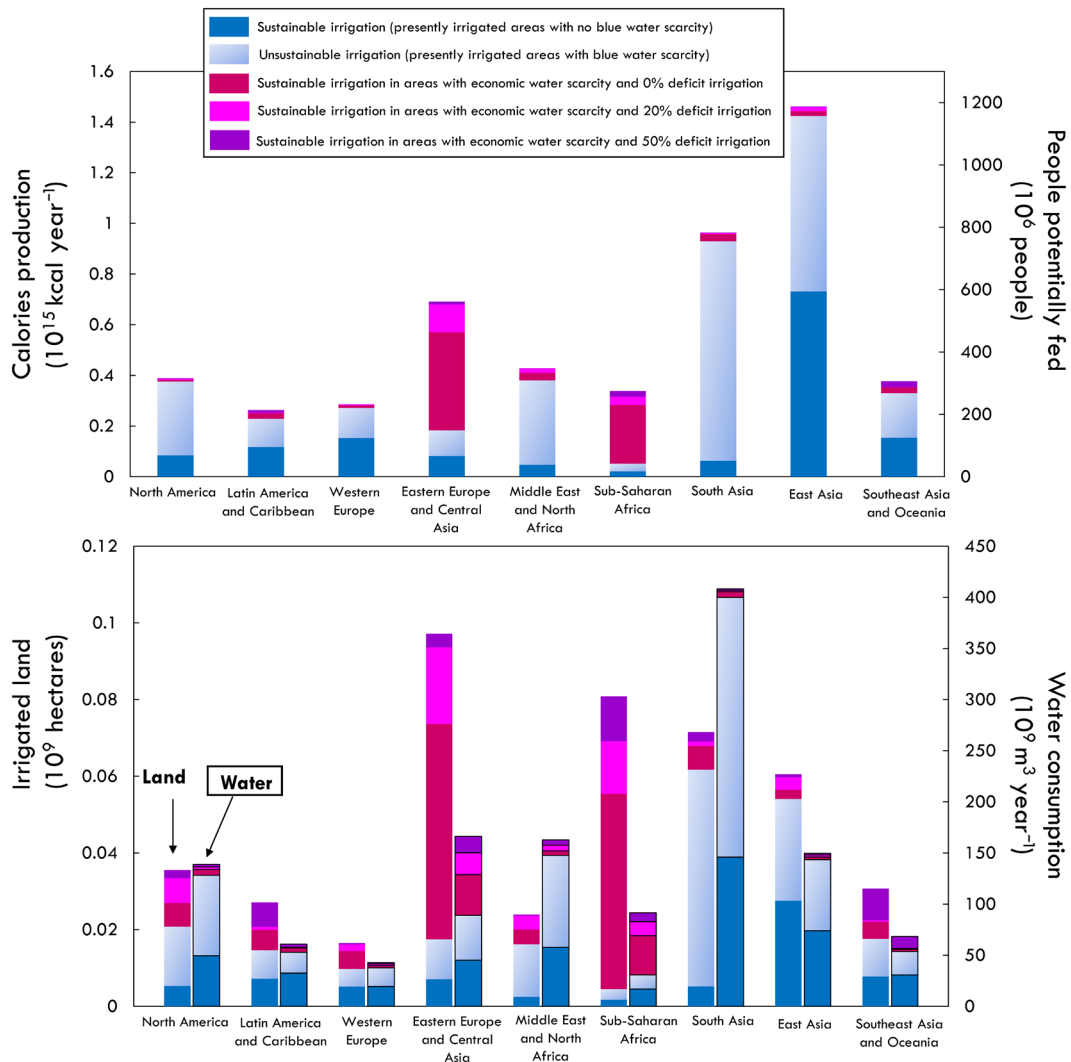 Sustainable irrigation (presently irrigated areas with no blue water scarcity)
Unsustainable irrigation (presently irrigated areas with blue water scarcity)
Sustainable irrigation in areas with economic water scarcity and 0% deficit irrigation
Sustainable irrigation in areas with economic water scarcity and 20% deficit irrigation
Sustainable irrigation in areas with economic water scarcity and 50% deficit irrigation
Calories production
(10¹⁵ kcal year⁻¹)
1.6
1.4
1.2
1
0.8
0.6
0.4
0.2
0
1200
1000
800
600
400
200
0
People potentially fed
(10⁶ people)
North America
Latin America
and Caribbean
Western
Europe
Eastern Europe
and Central
Asia
Middle East
and North
Africa
Sub-Saharan
Africa
South Asia
East Asia
Southeast Asia
and Oceania
Irrigated land
(10⁹ hectares)
0.12
0.1
0.08
0.06
0.04
0.02
0
Land
Water
450
400
350
300
250
200
150
100
50
0
Water consumption
(10⁹ m³ year⁻¹)
North America
Latin America
and Caribbean
Western
Europe
Eastern Europe
and Central
Asia
Middle East
and North
Africa
Sub-Saharan
Africa
South Asia
East Asia
Southeast Asia
and Oceania